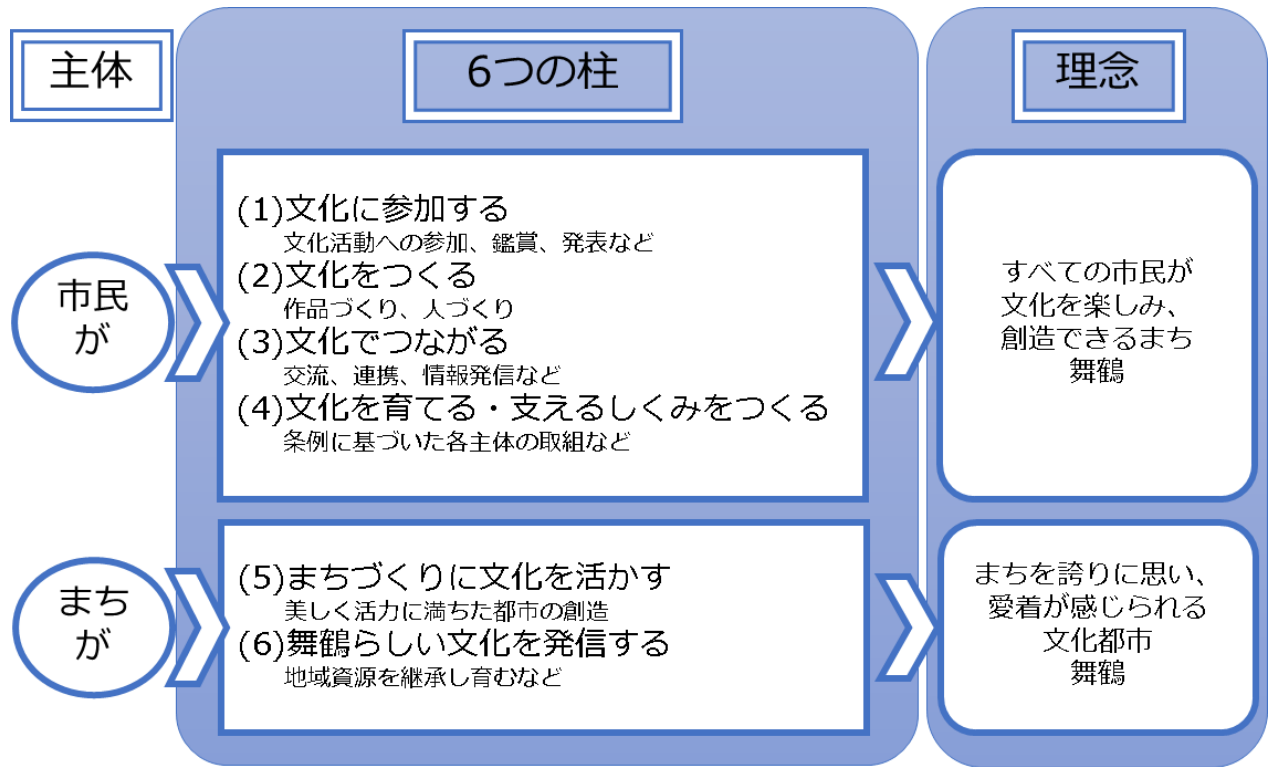 主体
6つの柱
理念
市民
が
(1)文化に参加する
文化活動への参加、鑑賞、発表など
(2)文化をつくる
作品づくり、人づくり
(3)文化でつながる
交流、連携、情報発信など
(4)文化を育てる・支えるしくみをつくる
条例に基づいた各主体の取組など
すべての市民が
文化を楽しみ、
創造できるまち
舞鶴
まち
が
(5)まちづくりに文化を活かす
美しく活力に満ちた都市の創造
(6)舞鶴らしい文化を発信する
地域資源を継承し育むなど
まちを誇りに思い、
愛着が感じられる
文化都市
舞鶴